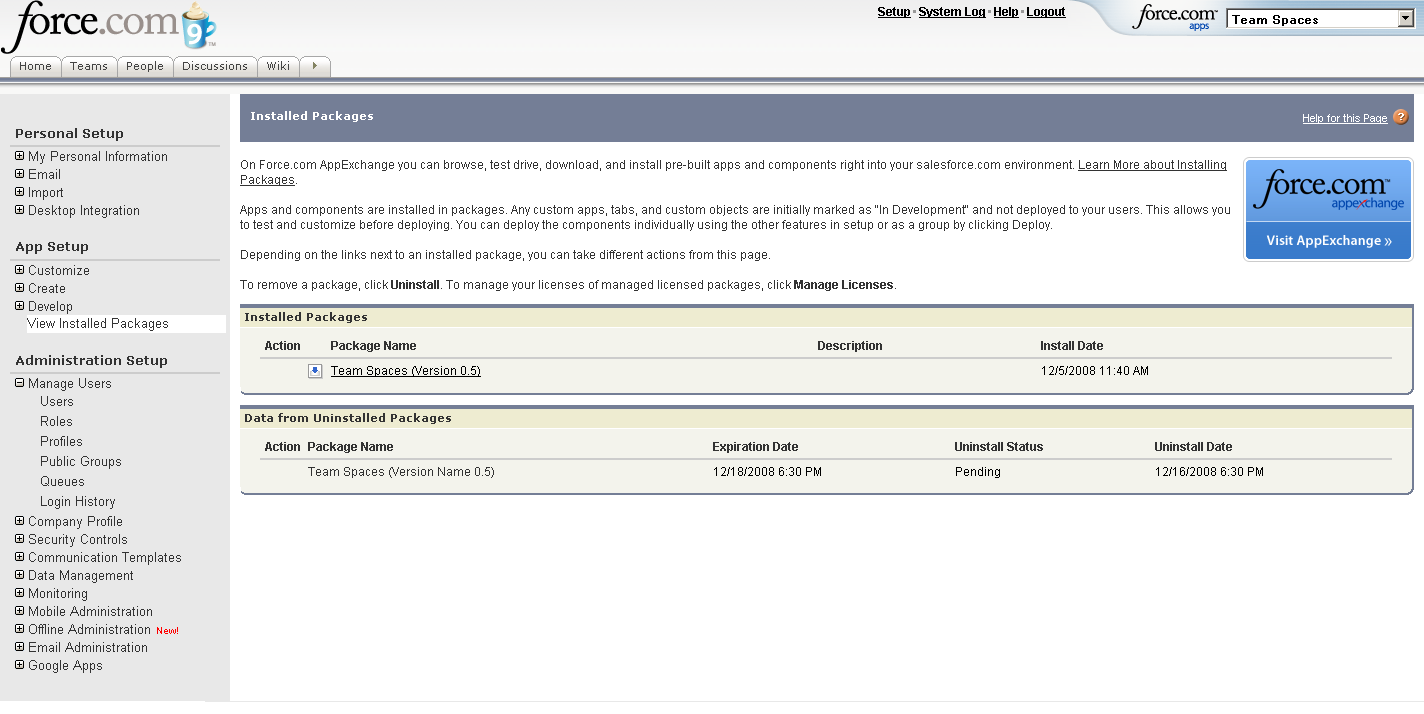 force.com 9 ™
Setup · System Log · Help · Logout
force.com apps
Team Spaces
Home Teams People Discussions Wiki
Personal Setup
My Personal Information
Email
Import
Desktop Integration
App Setup
Customize
Create
Develop
View Installed Packages
Administration Setup
Manage Users
Users
Roles
Profiles
Public Groups
Queues
Login History
Company Profile
Security Controls
Communication Templates
Data Management
Monitoring
Mobile Administration
Offline Administration New!
Email Administration
Google Apps
Installed Packages
Help for this Page ?
On Force.com AppExchange you can browse, test drive, download, and install pre-built apps and components right into your salesforce.com environment. Learn More about Installing
Packages.
Apps and components are installed in packages. Any custom apps, tabs, and custom objects are initially marked as "In Development" and not deployed to your users. This allows you
to test and customize before deploying. You can deploy the components individually using the other features in setup or as a group by clicking Deploy.
Depending on the links next to an installed package, you can take different actions from this page.
To remove a package, click Uninstall. To manage your licenses of managed licensed packages, click Manage Licenses.
force.com™
appexchange
Visit AppExchange »
Installed Packages
Action Package Name Description Install Date
Team Spaces (Version 0.5) 12/5/2008 11:40 AM
Data from Uninstalled Packages
Action Package Name Expiration Date Uninstall Status Uninstall Date
Team Spaces (Version Name 0.5) 12/18/2008 6:30 PM Pending 12/16/2008 6:30 PM